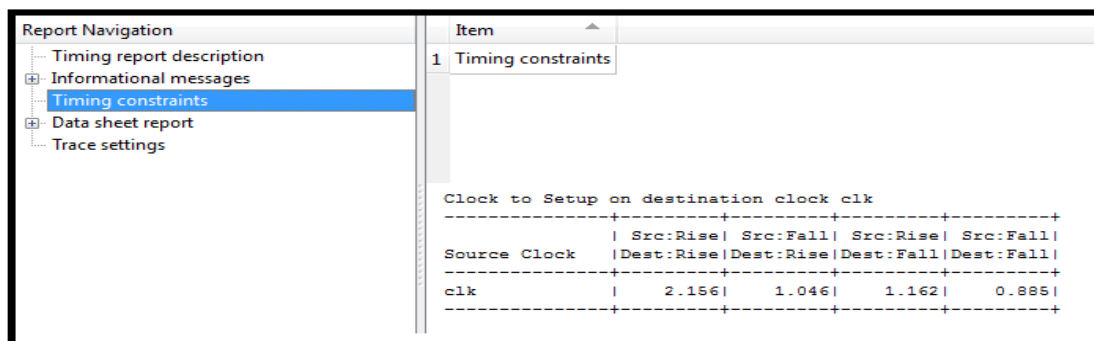 Report Navigation
Timing report description
Informational messages
Timing constraints
Data sheet report
Trace settings
Item
1 Timing constraints
Clock to Setup on destination clock clk
---------------+---------+---------+---------+---------+
               | Src:Rise| Src:Fall| Src:Rise| Src:Fall|
Source Clock   |Dest:Rise|Dest:Rise|Dest:Fall|Dest:Fall|
---------------+---------+---------+---------+---------+
clk            |    2.156|    1.046|    1.162|    0.885|
---------------+---------+---------+---------+---------+